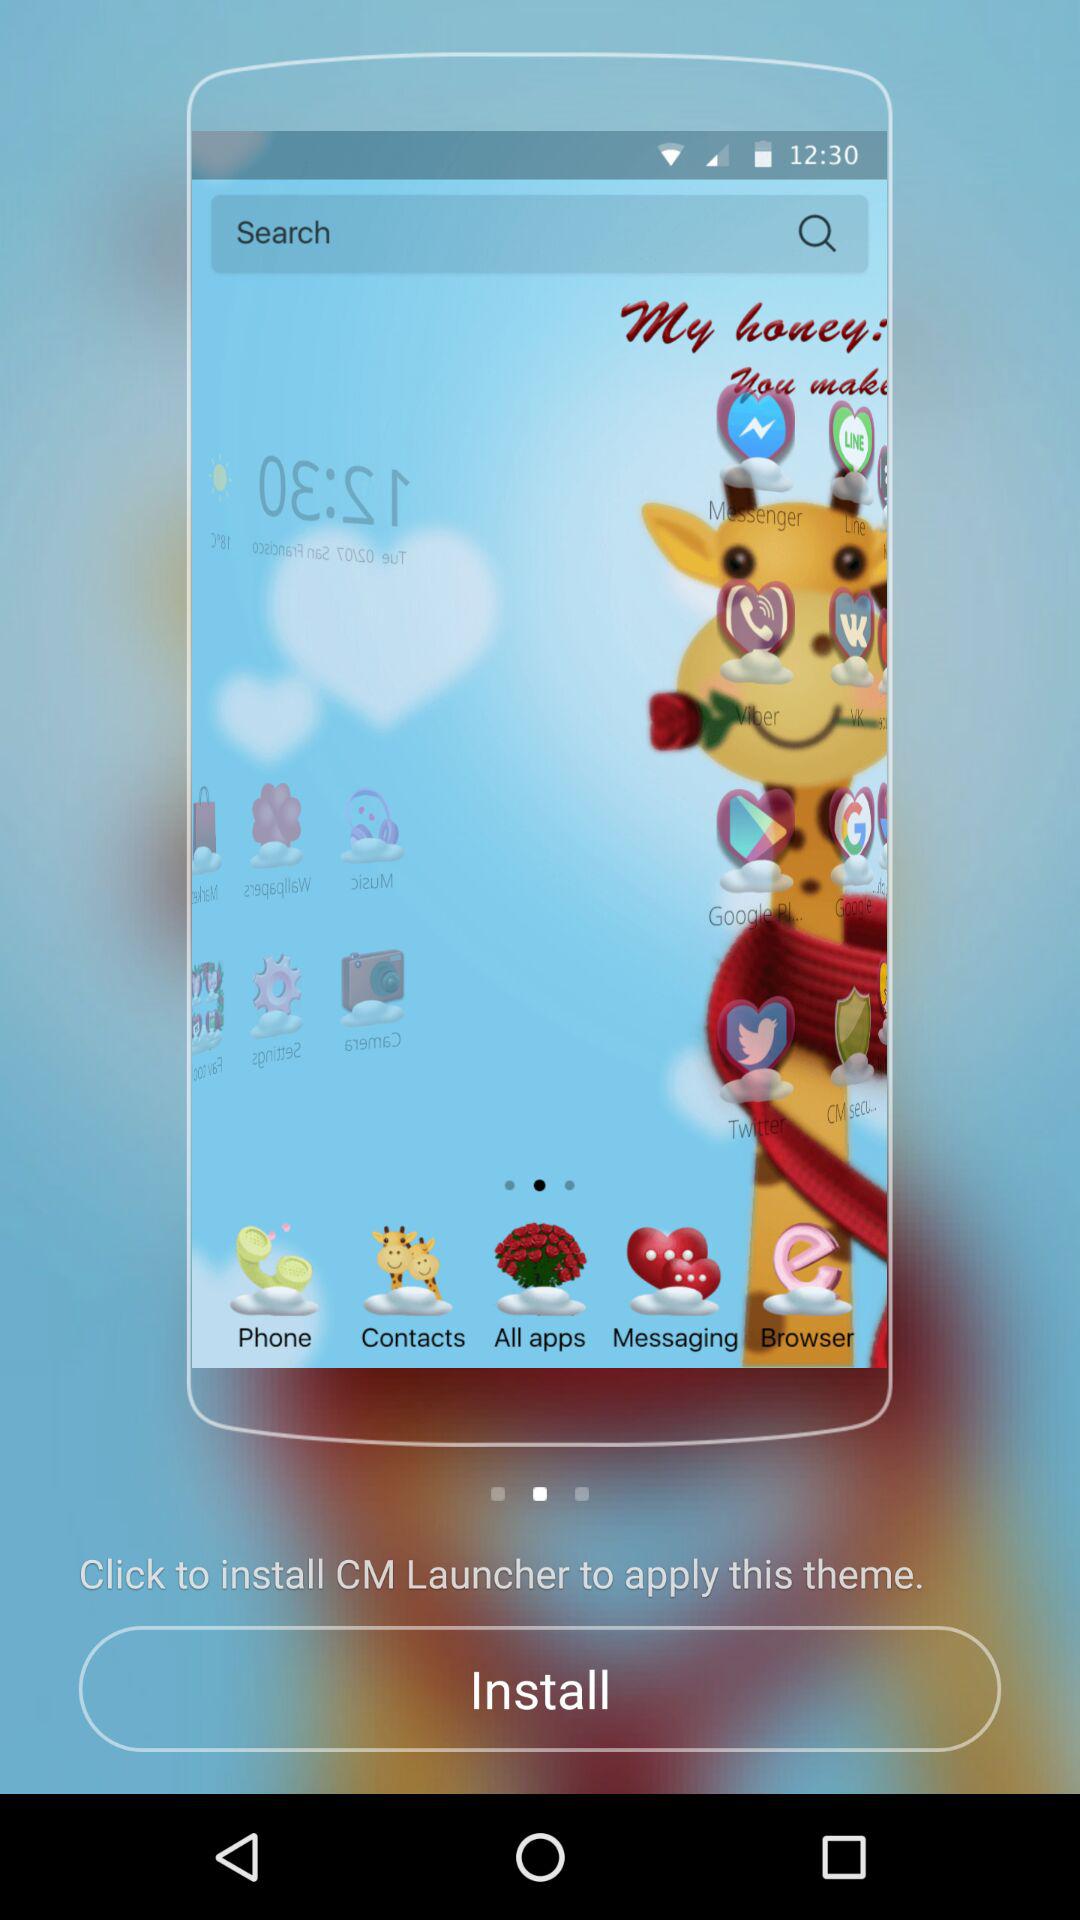 12:30
Search
My honey:
You make
12:30
18°C
Tue 02/07 San Francisco
Messenger
LINE
Line
Viber
VK
Wallpapers
Music
Google Pl...
G
Google
Settings
Camera
Twitter
CM secu...
Phone
Contacts
All apps
Messaging
Browser
Click to install CM Launcher to apply this theme.
Install